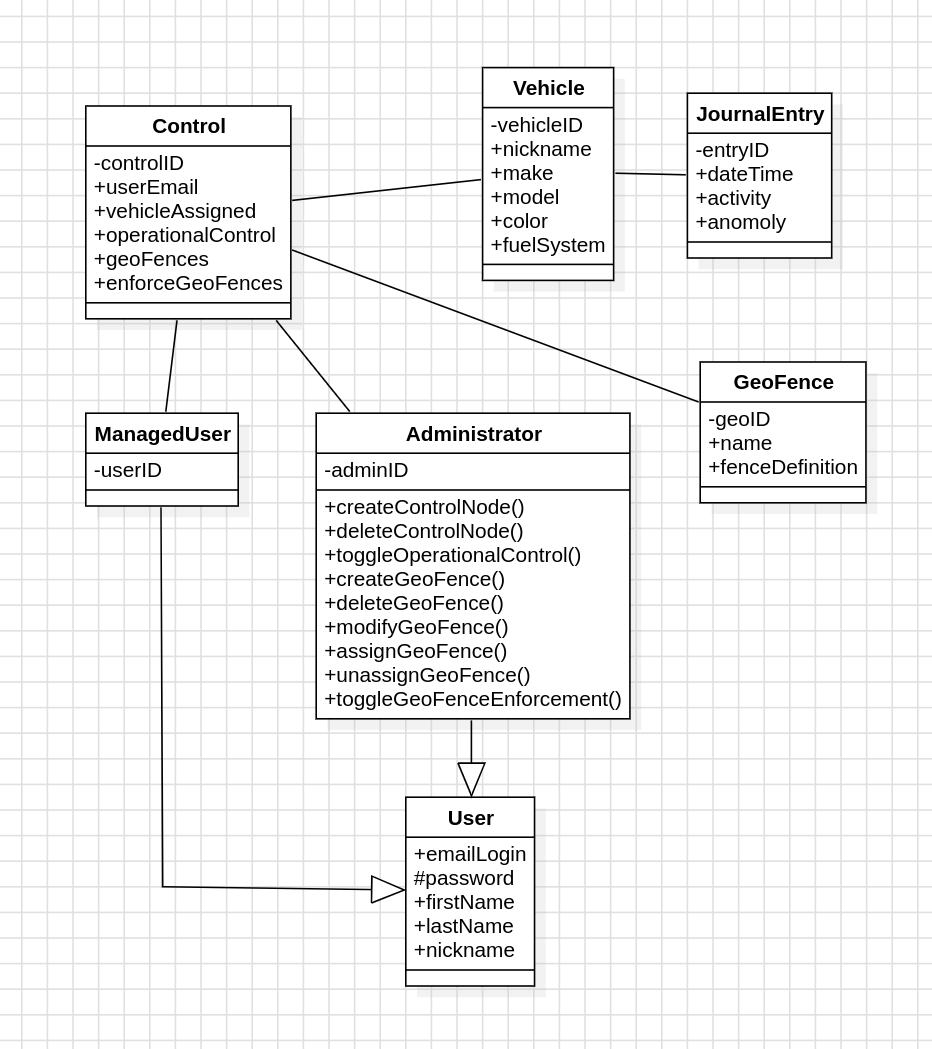 Control
-controlID
+userEmail
+vehicleAssigned
+operationalControl
+geoFences
+enforceGeoFences
Vehicle
-vehicleID
+nickname
+make
+model
+color
+fuelSystem
JournalEntry
-entryID
+dateTime
+activity
+anomoly
GeoFence
-geoID
+name
+fenceDefinition
ManagedUser
-userID
Administrator
-adminID
+createControlNode()
+deleteControlNode()
+toggleOperationalControl()
+createGeoFence()
+deleteGeoFence()
+modifyGeoFence()
+assignGeoFence()
+unassignGeoFence()
+toggleGeoFenceEnforcement()
User
+emailLogin
#password
+firstName
+lastName
+nickname